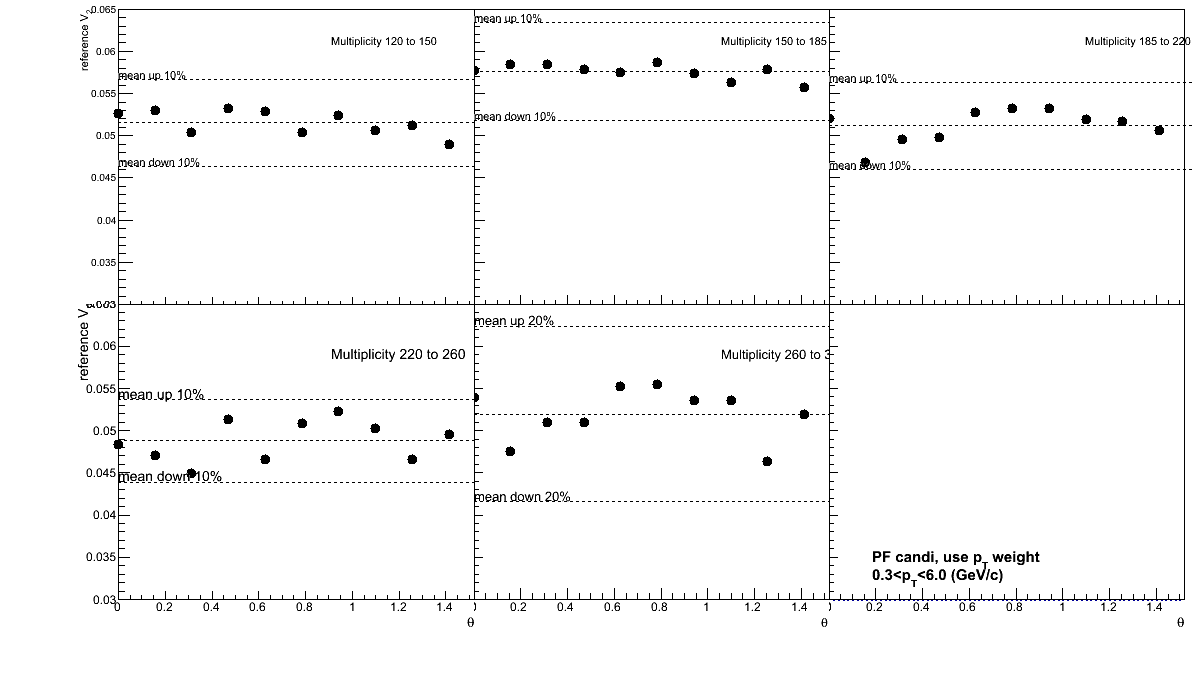 reference V2
0.065
0.06
0.055
0.05
0.045
0.04
0.035
0.03
Multiplicity 120 to 150
mean up 10%
mean down 10%
mean up 10%
Multiplicity 150 to 185
mean down 10%
Multiplicity 185 to 220
mean up 10%
mean down 10%
reference V
0.06
0.055
0.05
0.045
0.04
0.035
0.03
Multiplicity 220 to 260
mean up 10%
mean down 10%
0 0.2 0.4 0.6 0.8 1 1.2 1.4
θ
mean up 20%
Multiplicity 260 to 3
mean down 20%
0.2 0.4 0.6 0.8 1 1.2 1.4
θ
PF candi, use pT weight
0.3<pT<6.0 (GeV/c)
0.2 0.4 0.6 0.8 1 1.2 1.4
θ